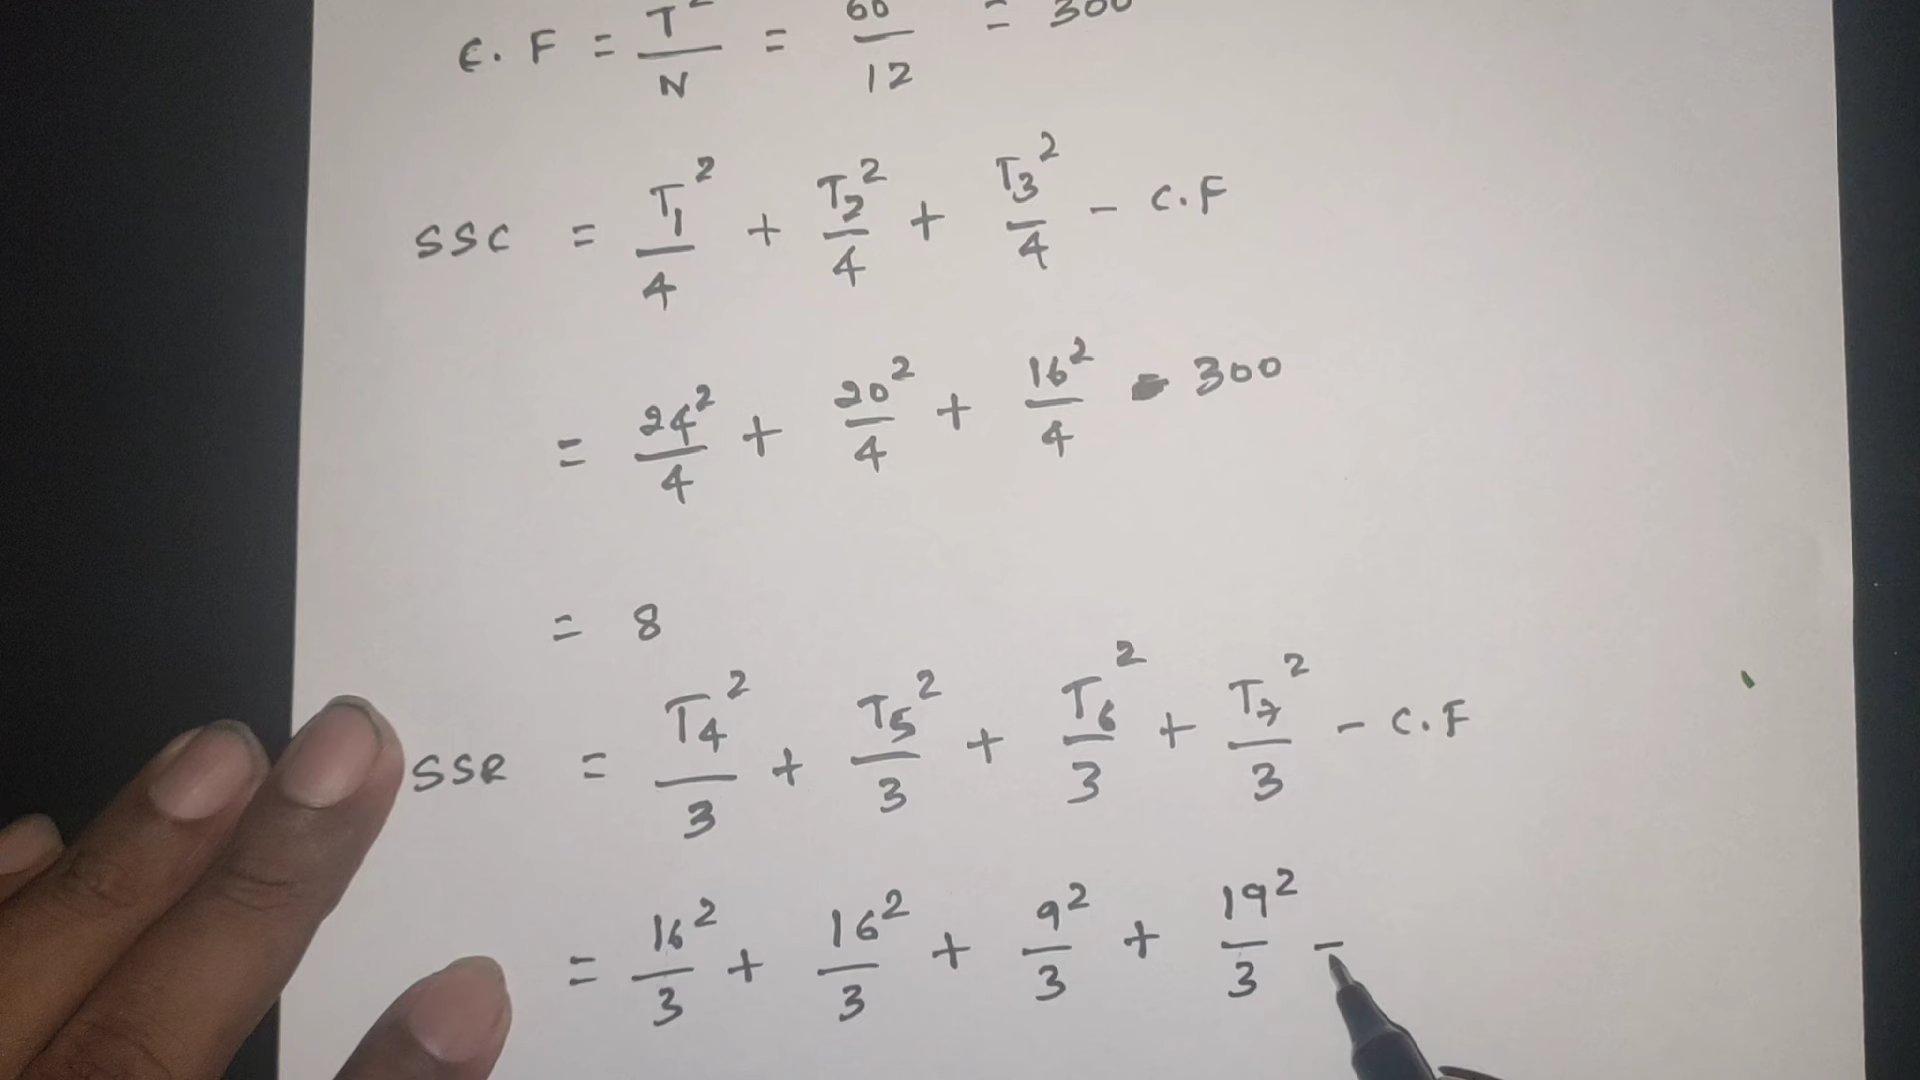 C.F = T²/N = 60/12 = 300
SSC = T₁²/4 + T₂²/4 + T₃²/4 - C.F
= 24²/4 + 20²/4 + 16²/4 - 300
= 8
SSR = T₄²/3 + T₅²/3 + T₆²/3 + T₇²/3 - C.F
= 16²/3 + 16²/3 + 9²/3 + 19²/3 -